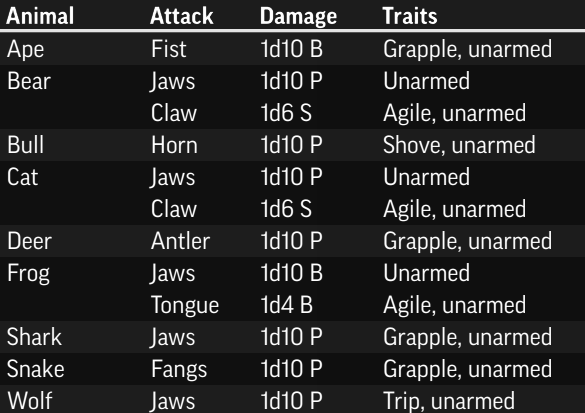 Animal Attack Damage Traits
Ape Fist 1d10 B Grapple, unarmed
Bear Jaws 1d10 P Unarmed
Claw 1d6 S Agile, unarmed
Bull Horn 1d10 P Shove, unarmed
Cat Jaws 1d10 P Unarmed
Claw 1d6 S Agile, unarmed
Deer Antler 1d10 P Grapple, unarmed
Frog Jaws 1d10 B Unarmed
Tongue 1d4 B Agile, unarmed
Shark Jaws 1d10 P Grapple, unarmed
Snake Fangs 1d10 P Grapple, unarmed
Wolf Jaws 1d10 P Trip, unarmed